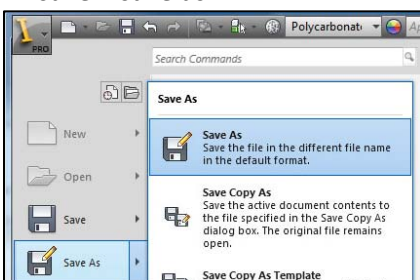 PRO
Polycarbonat
Search Commands
Save As
New
Open
Save
Save As
Save As
Save the file in the different file name
in the default format.
Save Copy As
Save the active document contents to
the file specified in the Save Copy As
dialog box. The original file remains
open.
Save Copy As Template